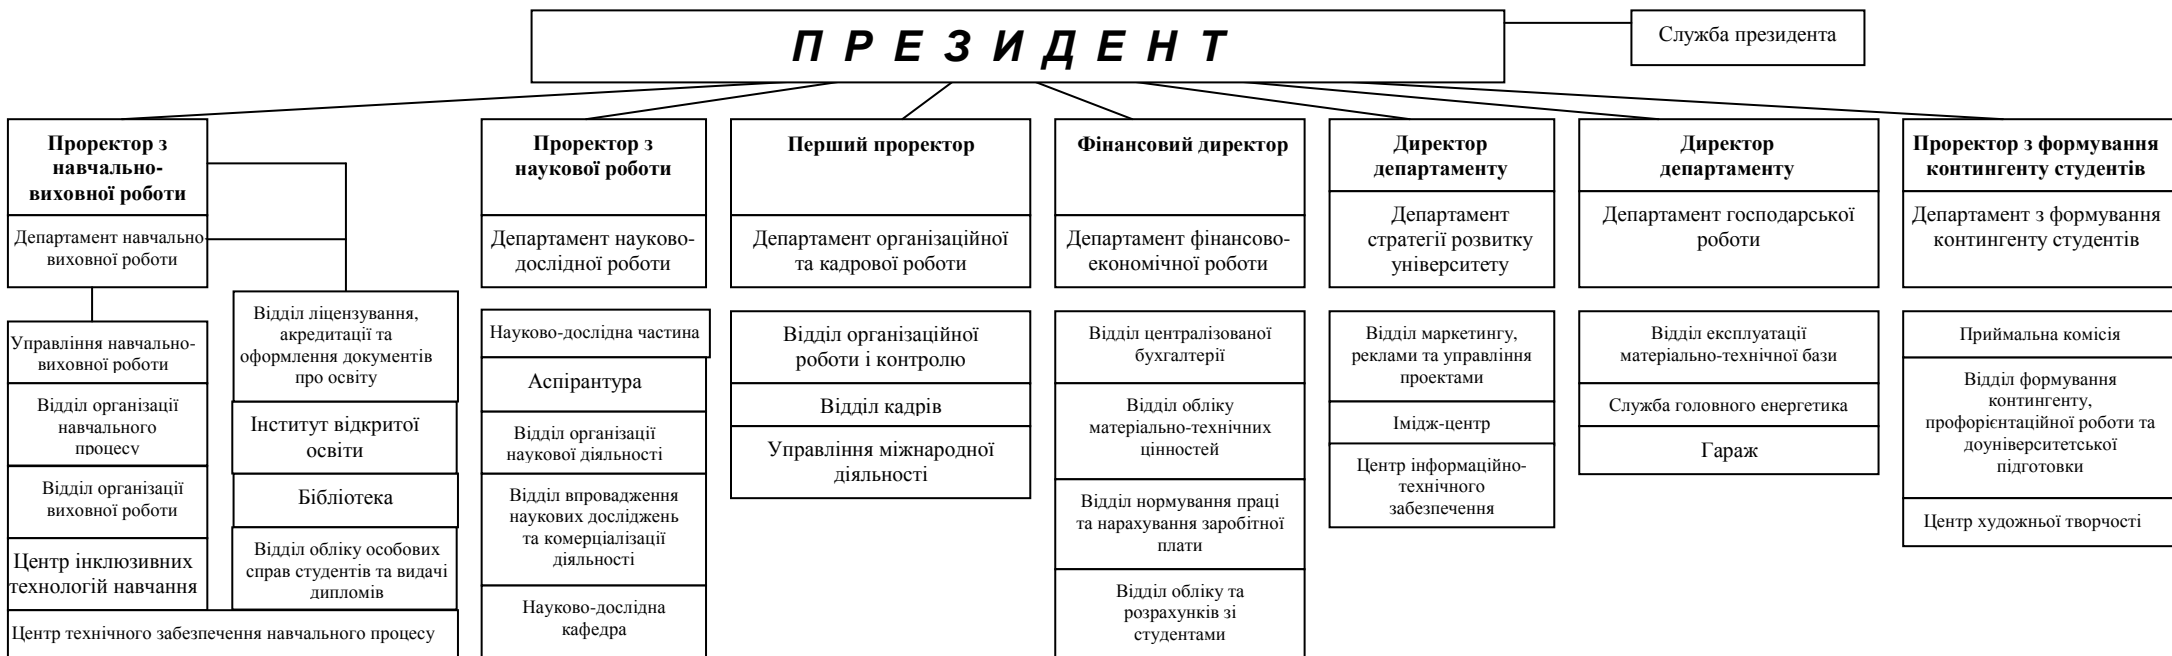 П Р Е З И Д Е Н Т
Служба президента
Проректор з
навчально-
виховної роботи
Департамент навчально-
виховної роботи
Управління навчально-
виховної роботи
Відділ організації
навчального
процесу
Відділ організації
виховної роботи
Центр інклюзивних
технологій навчання
Відділ ліцензування,
акредитації та
оформлення документів
про освіту
Інститут відкритої
освіти
Бібліотека
Відділ обліку особових
справ студентів та видачі
дипломів
Центр технічного забезпечення навчального процесу
Проректор з
наукової роботи
Департамент науково-
дослідної роботи
Науково-дослідна частина
Аспірантура
Відділ організації
наукової діяльності
Відділ впровадження
наукових досліджень
та комерціалізації
діяльності
Науково-дослідна
кафедра
Перший проректор
Департамент організаційної
та кадрової роботи
Відділ організаційної
роботи і контролю
Відділ кадрів
Управління міжнародної
діяльності
Фінансовий директор
Департамент фінансово-
економічної роботи
Відділ централізованої
бухгалтерії
Відділ обліку
матеріально-технічних
цінностей
Відділ нормування праці
та нарахування заробітної
плати
Відділ обліку та
розрахунків зі
студентами
Директор
департаменту
Департамент
стратегії розвитку
університету
Відділ маркетингу,
реклами та управління
проектами
Імідж-центр
Центр інформаційно-
технічного
забезпечення
Директор
департаменту
Департамент господарської
роботи
Відділ експлуатації
матеріально-технічної бази
Служба головного енергетика
Гараж
Проректор з формування
контингенту студентів
Департамент з формування
контингенту студентів
Приймальна комісія
Відділ формування
контингенту,
профорієнтаційної роботи та
доуніверситетської
підготовки
Центр художньої творчості